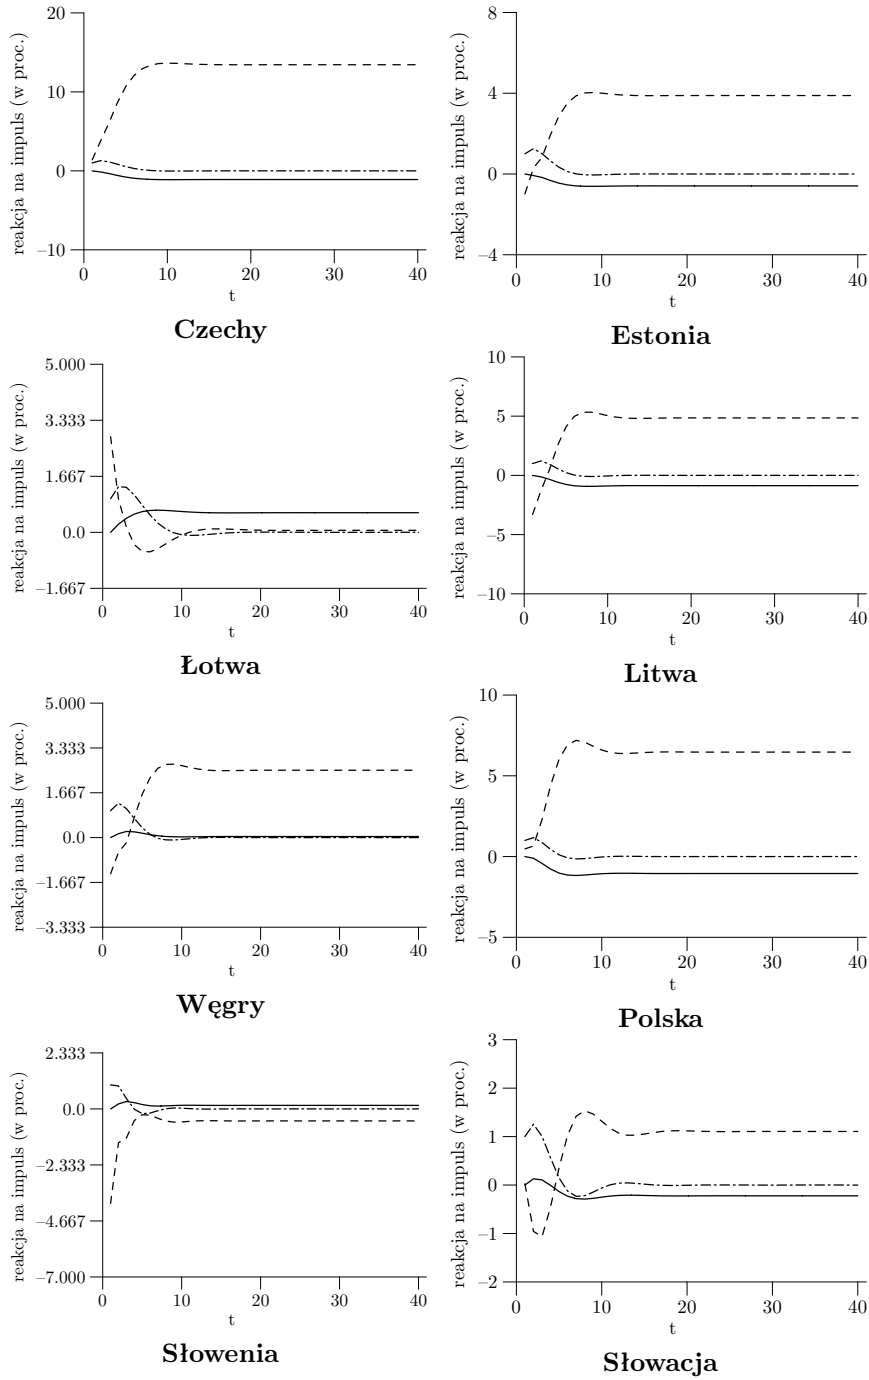 reakcja na impuls (w proc.)
20
10
0
–10
0 10 20 30 40
t
Czechy
reakcja na impuls (w proc.)
8
4
0
–4
0 10 20 30 40
t
Estonia
reakcja na impuls (w proc.)
5.000
3.333
1.667
0.0
–1.667
0 10 20 30 40
t
Łotwa
reakcja na impuls (w proc.)
10
5
0
–5
–10
0 10 20 30 40
t
Litwa
reakcja na impuls (w proc.)
5.000
3.333
1.667
0.0
–1.667
–3.333
0 10 20 30 40
t
Węgry
reakcja na impuls (w proc.)
10
5
0
–5
0 10 20 30 40
t
Polska
reakcja na impuls (w proc.)
2.333
0.0
–2.333
–4.667
–7.000
0 10 20 30 40
t
Słowenia
reakcja na impuls (w proc.)
3
2
1
0
–1
–2
0 10 20 30 40
t
Słowacja